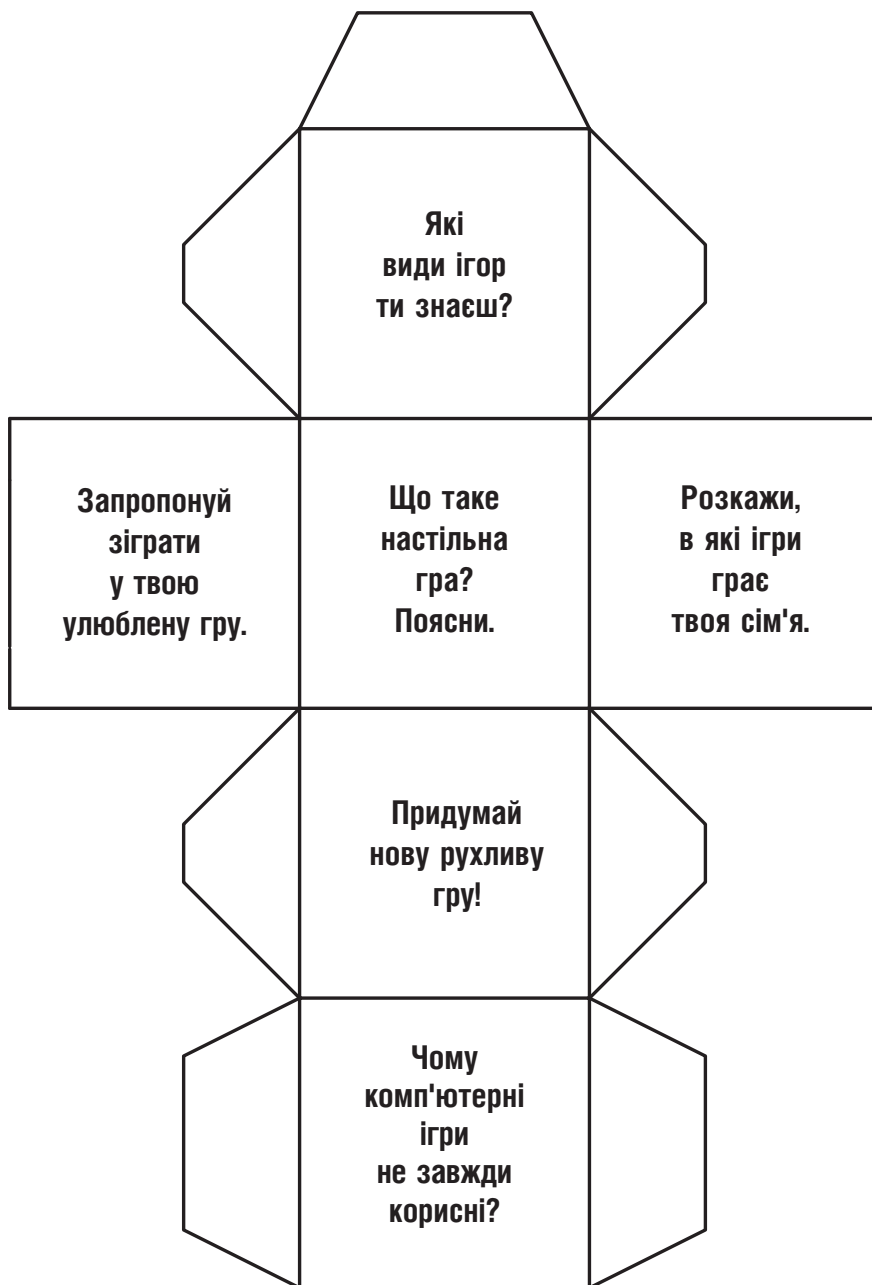 Які
види ігор
ти знаєш?
Запропонуй
зіграти
у твою
улюблену гру.
Що таке
настільна
гра?
Поясни.
Розкажи,
в які ігри
грає
твоя сім'я.
Придумай
нову рухливу
гру!
Чому
комп'ютерні
ігри
не завжди
корисні?